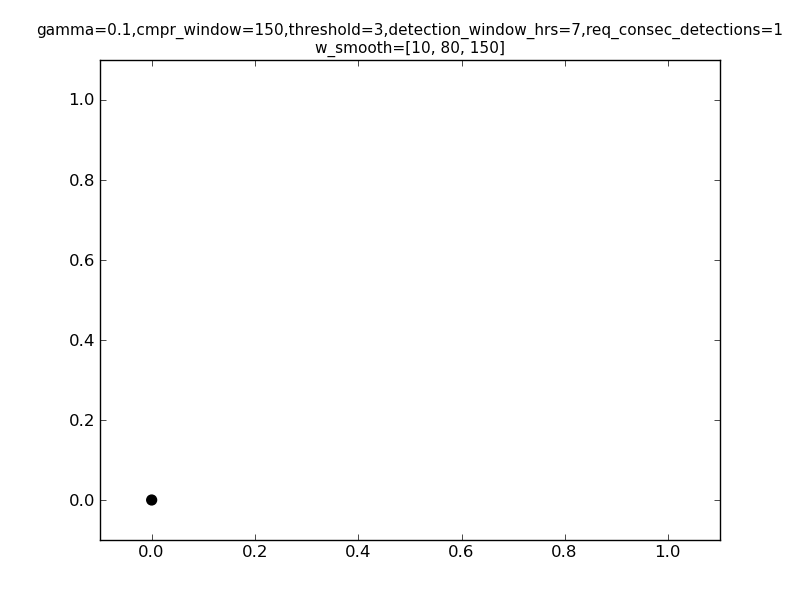 gamma=0.1,cmpr_window=150,threshold=3,detection_window_hrs=7,req_consec_detections=1
w_smooth=[10, 80, 150]
1.0
0.8
0.6
0.4
0.2
0.0
0.0 0.2 0.4 0.6 0.8 1.0